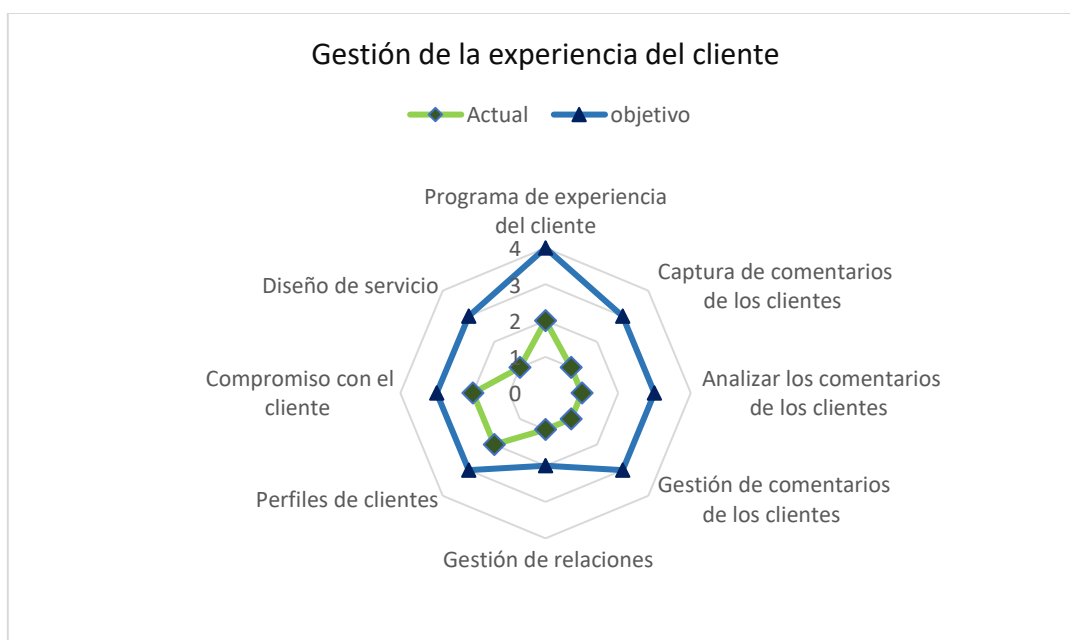 Gestión de la experiencia del cliente
Actual
objetivo
Programa de experiencia
del cliente
Captura de comentarios
de los clientes
Analizar los comentarios
de los clientes
Gestión de comentarios
de los clientes
Gestión de relaciones
Perfiles de clientes
Compromiso con el
cliente
Diseño de servicio
4
3
2
1
0